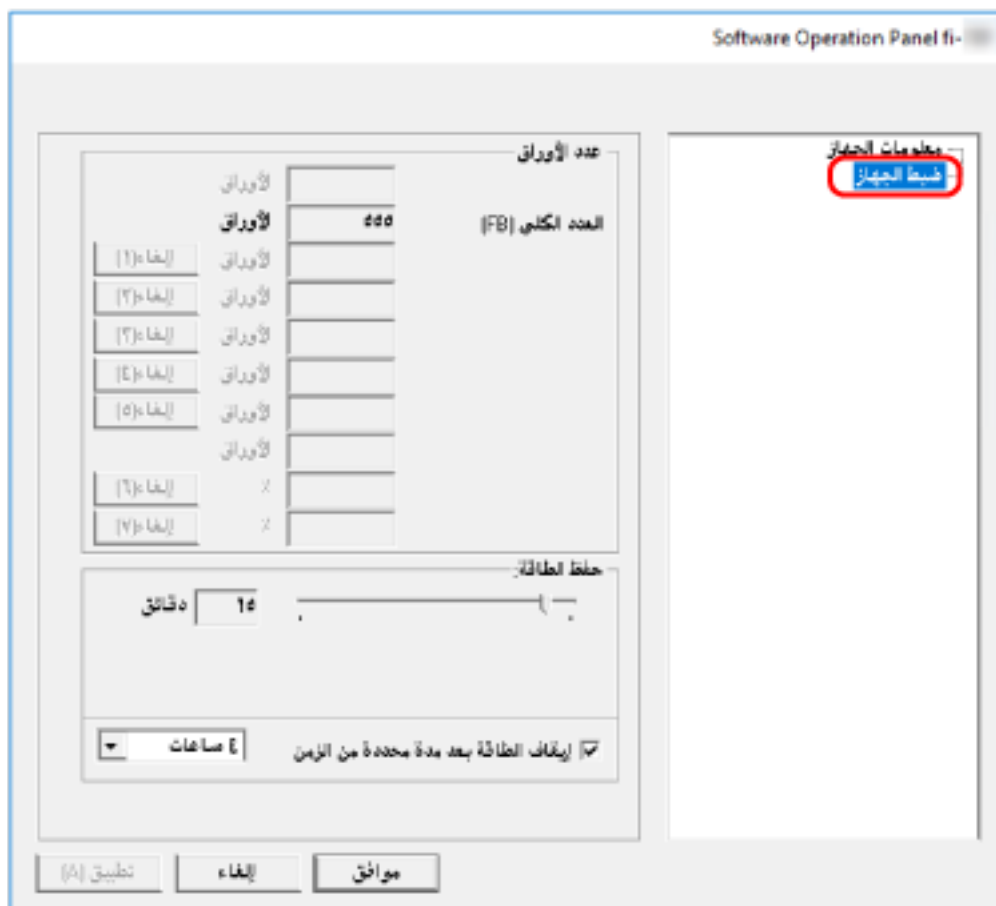 Software Operation Panel fi-
معلومات الجهاز
ضبط الجهاز
عدد الأوراق
الأوراق
العدد الكلي (FB) 555 الأوراق
الأوراق إلغاء(١)
الأوراق إلغاء(٢)
الأوراق إلغاء(٣)
الأوراق إلغاء(٤)
الأوراق إلغاء(٥)
الأوراق
٪ إلغاء(٦)
٪ إلغاء(٧)
حفظ الطاقة:
15 دقائق
إيقاف الطاقة بعد مدة محددة من الزمن ٤ ساعات
موافق إلغاء تطبيق (A)